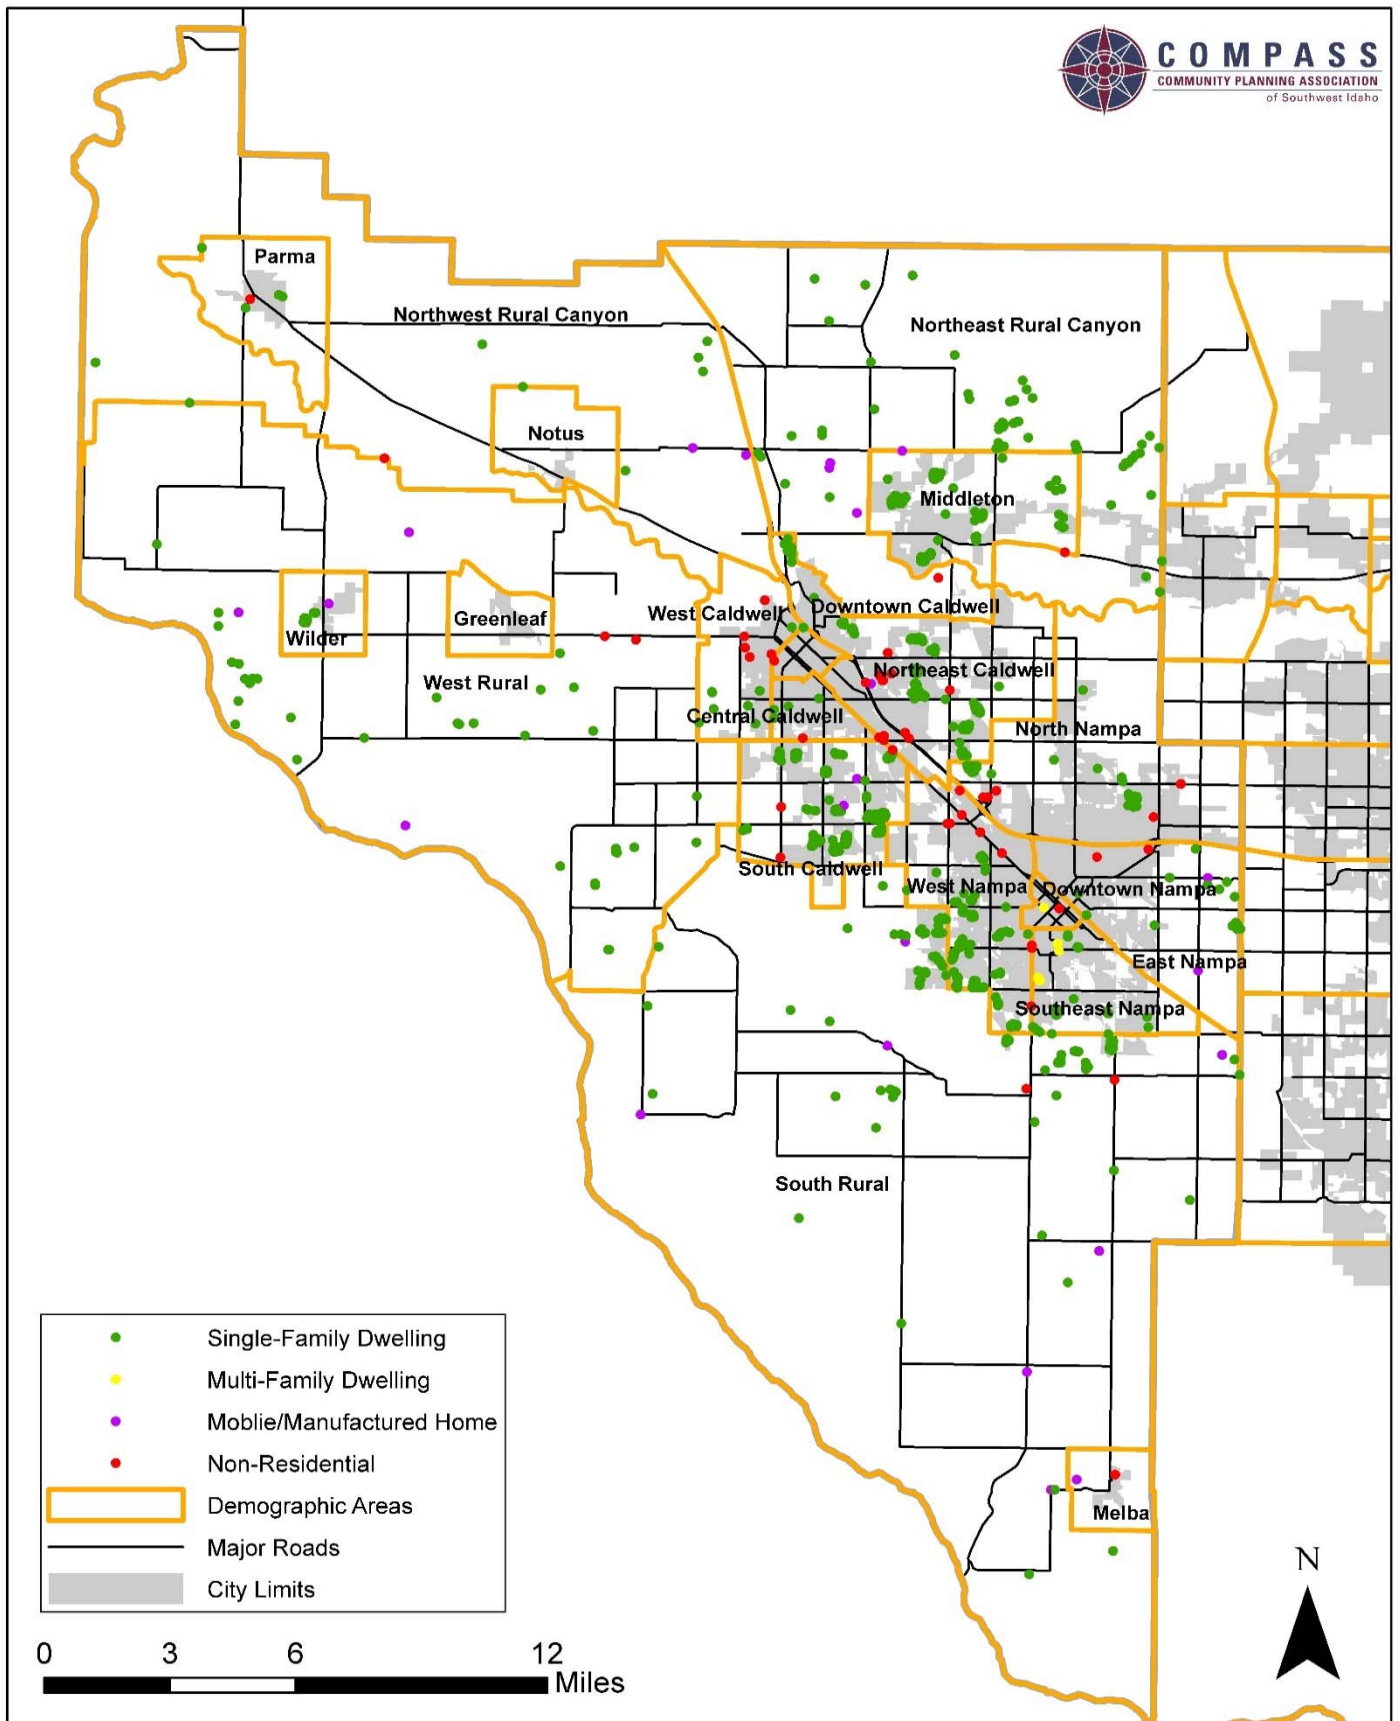 COMPASS
COMMUNITY PLANNING ASSOCIATION
of Southwest Idaho
Parma
Northwest Rural Canyon
Northeast Rural Canyon
Notus
Middleton
West Caldwell
Downtown Caldwell
Greenleaf
Wilder
Northeast Caldwell
West Rural
Central Caldwell
North Nampa
South Caldwell
West Nampa
Downtown Nampa
East Nampa
Southeast Nampa
South Rural
Melba
Single-Family Dwelling
Multi-Family Dwelling
Moblie/Manufactured Home
Non-Residential
Demographic Areas
Major Roads
City Limits
N
0 3 6 12
Miles